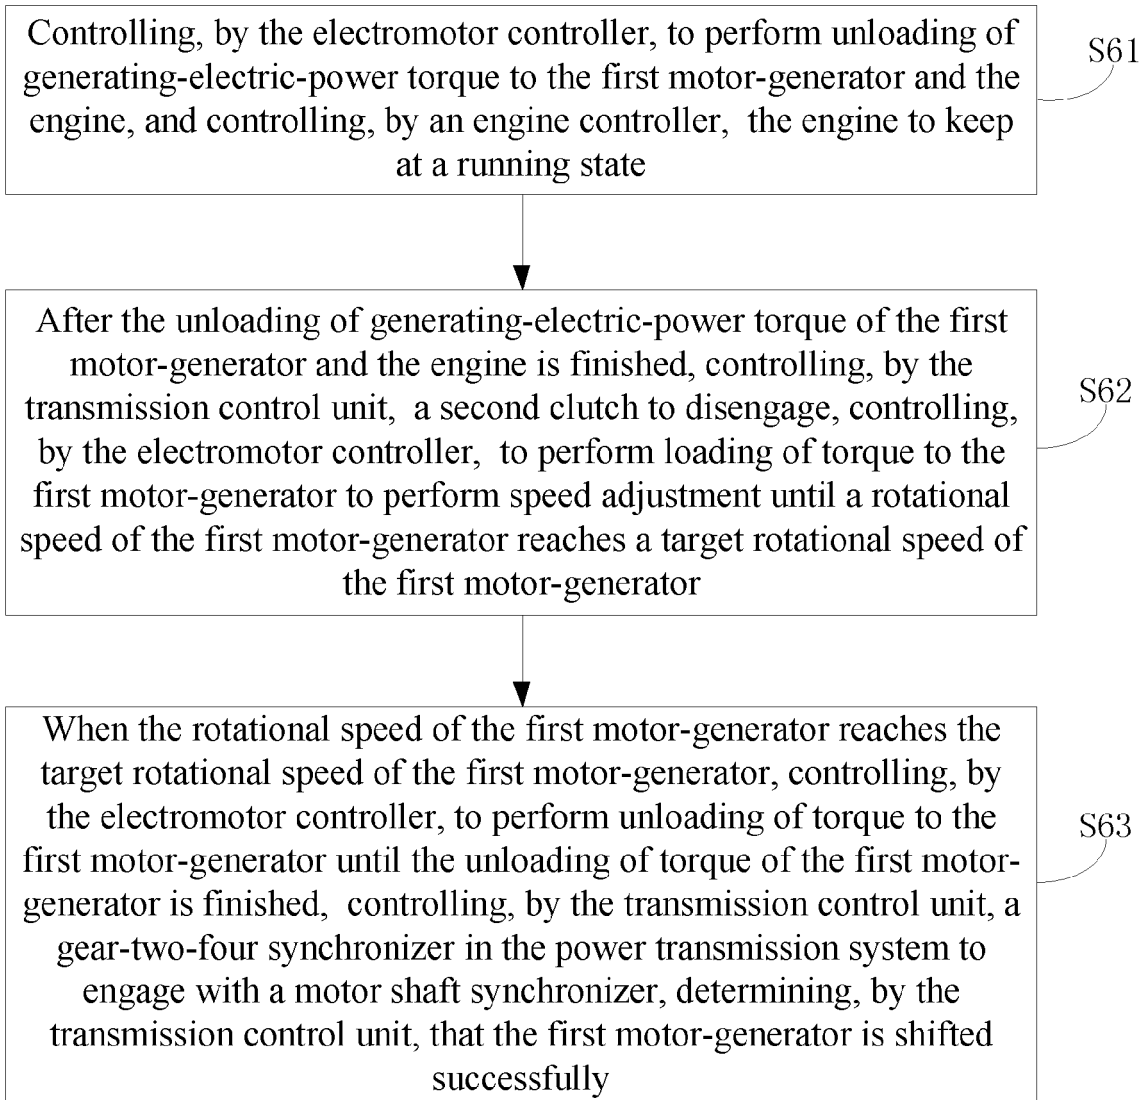 Controlling, by the electromotor controller, to perform unloading of
generating-electric-power torque to the first motor-generator and the
engine, and controlling, by an engine controller, the engine to keep
at a running state
S61
After the unloading of generating-electric-power torque of the first
motor-generator and the engine is finished, controlling, by the
transmission control unit, a second clutch to disengage, controlling,
by the electromotor controller, to perform loading of torque to the
first motor-generator to perform speed adjustment until a rotational
speed of the first motor-generator reaches a target rotational speed of
the first motor-generator
S62
When the rotational speed of the first motor-generator reaches the
target rotational speed of the first motor-generator, controlling, by
the electromotor controller, to perform unloading of torque to the
first motor-generator until the unloading of torque of the first motor-
generator is finished, controlling, by the transmission control unit, a
gear-two-four synchronizer in the power transmission system to
engage with a motor shaft synchronizer, determining, by the
transmission control unit, that the first motor-generator is shifted
successfully
S63